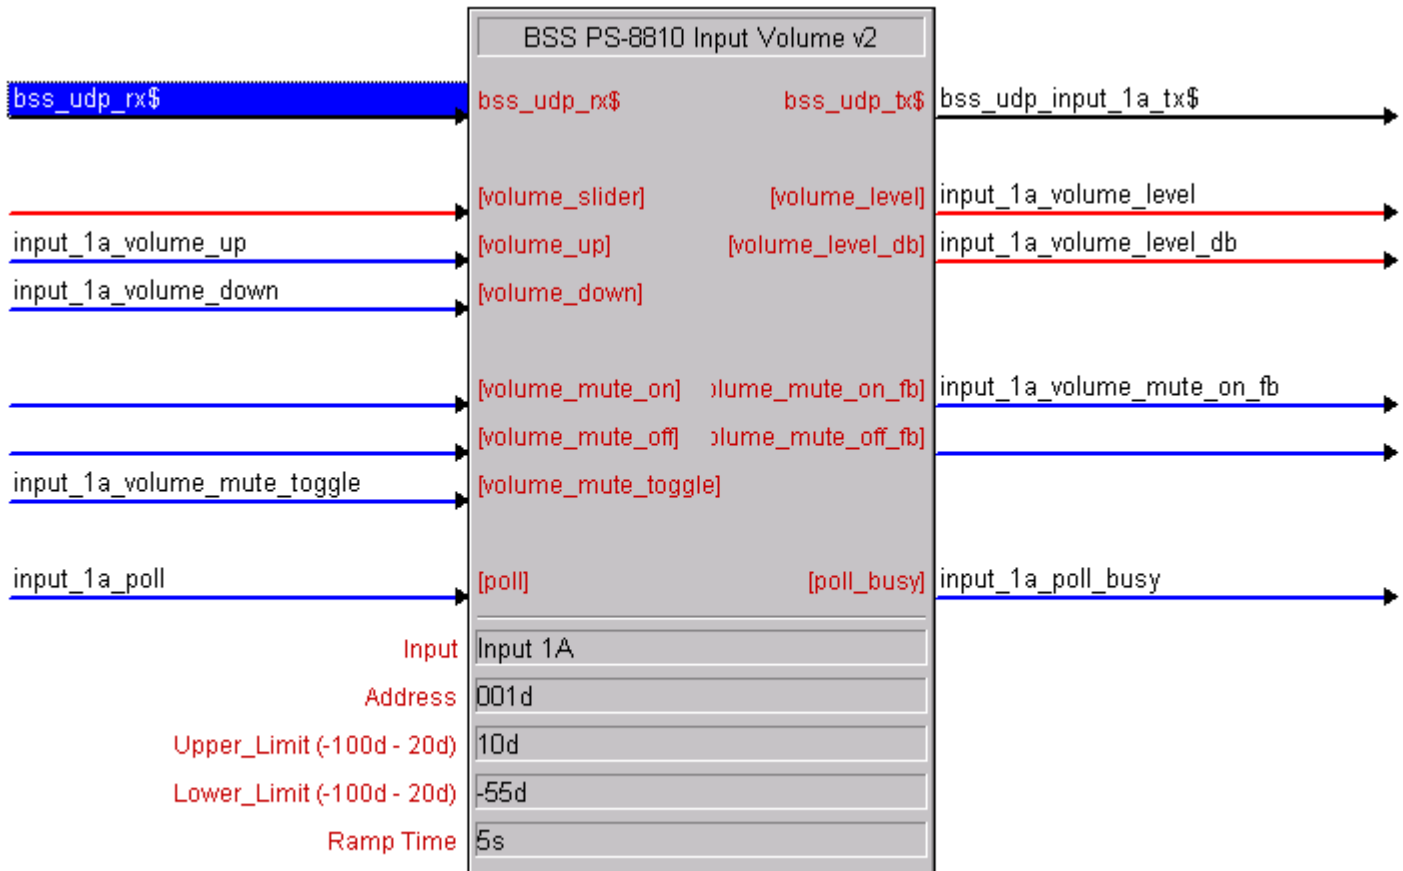 BSS PS-8810 Input Volume v2
bss_udp_rx$ bss_udp_rx$ bss_udp_tx$ bss_udp_input_1a_tx$
[volume_slider] [volume_level] input_1a_volume_level
input_1a_volume_up [volume_up] [volume_level_db] input_1a_volume_level_db
input_1a_volume_down [volume_down]
[volume_mute_on] olume_mute_on_fb] input_1a_volume_mute_on_fb
[volume_mute_off] olume_mute_off_fb]
input_1a_volume_mute_toggle [volume_mute_toggle]
input_1a_poll [poll] [poll_busy] input_1a_poll_busy
Input Input 1A
Address 001d
Upper_Limit (-100d - 20d) 10d
Lower_Limit (-100d - 20d) -55d
Ramp Time 5s